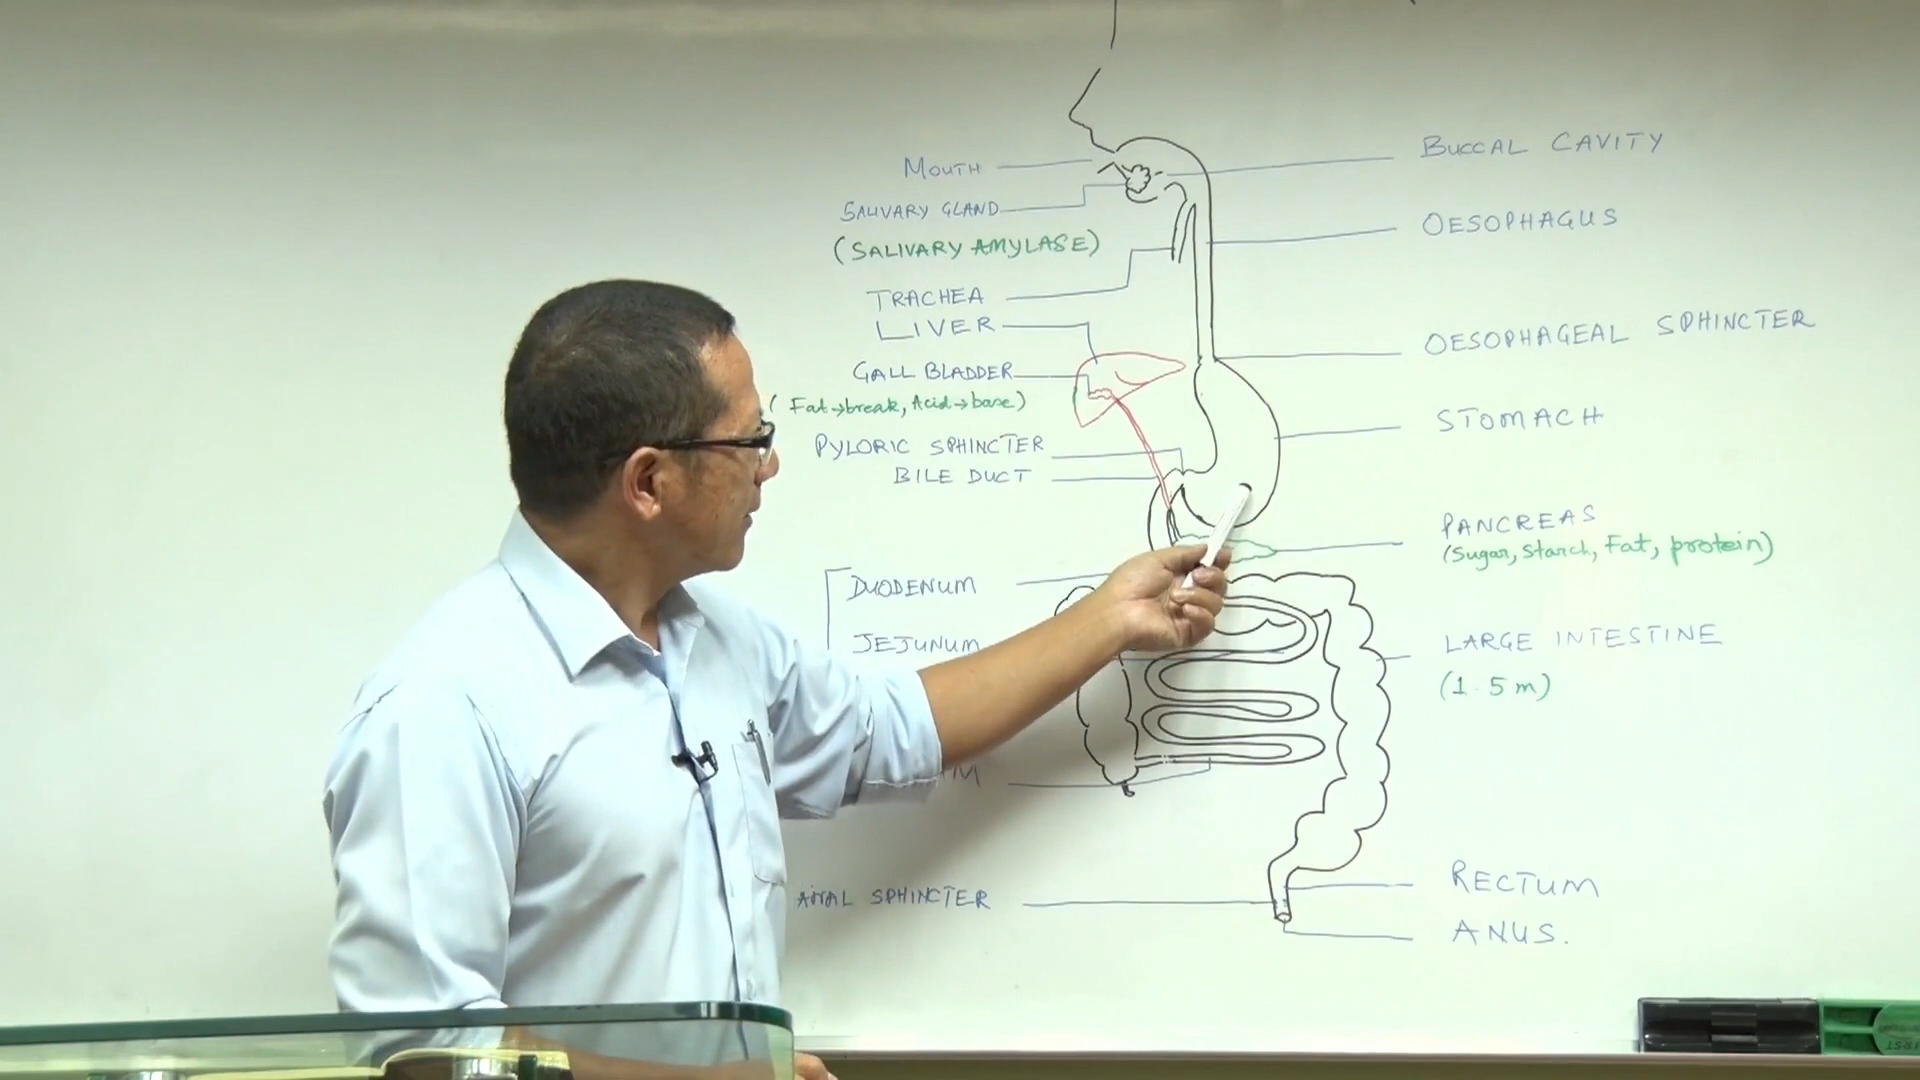 MOUTH
SALIVARY GLAND
(SALIVARY AMYLASE)
TRACHEA
LIVER
GALL BLADDER
(Fat→break, Acid→base)
PYLORIC SPHINCTER
BILE DUCT
DUODENUM
JEJUNUM
ANAL SPHINCTER
BUCCAL CAVITY
OESOPHAGUS
OESOPHAGEAL SPHINCTER
STOMACH
PANCREAS
(Sugar, Starch, Fat, protein)
LARGE INTESTINE
(1.5 m)
RECTUM
ANUS.